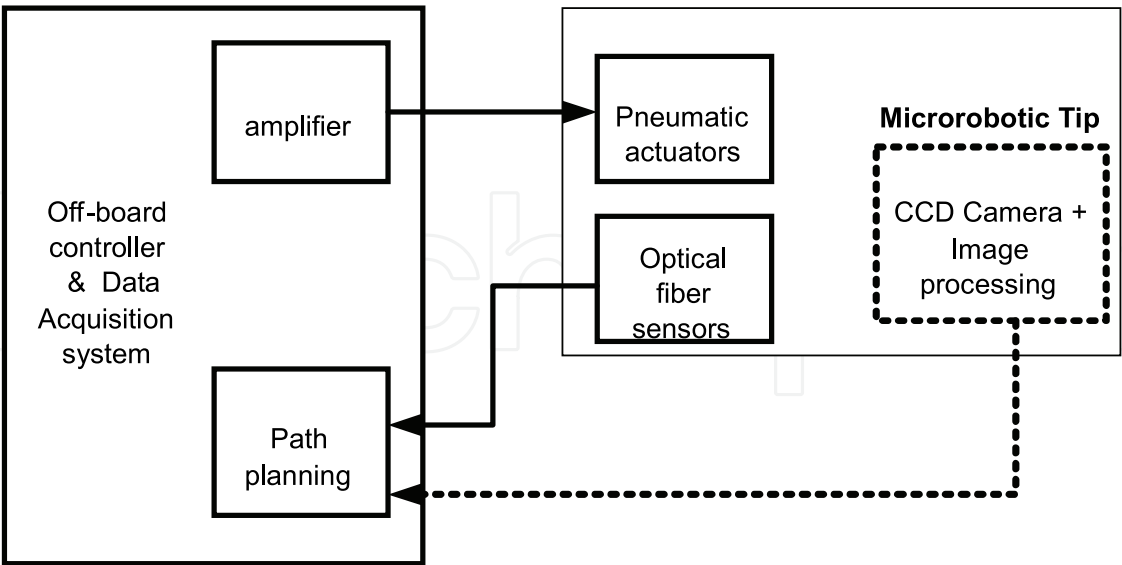 amplifier
Off-board
controller
& Data
Acquisition
system
Path
planning
Pneumatic
actuators
Optical
fiber
sensors
Microrobotic Tip
CCD Camera +
Image
processing